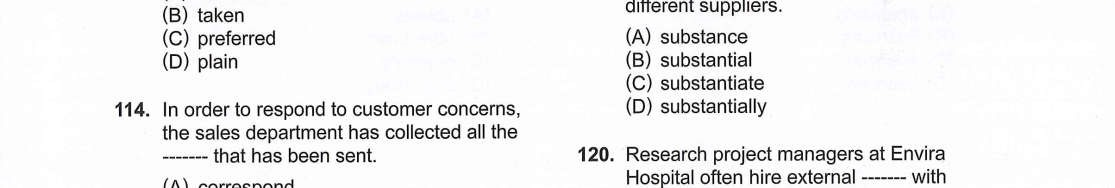 (B) taken
(C) preferred
(D) plain
114. In order to respond to customer concerns,
the sales department has collected all the
------- that has been sent.
(A) correspond
different suppliers.
(A) substance
(B) substantial
(C) substantiate
(D) substantially
120. Research project managers at Envira
Hospital often hire external ------- with